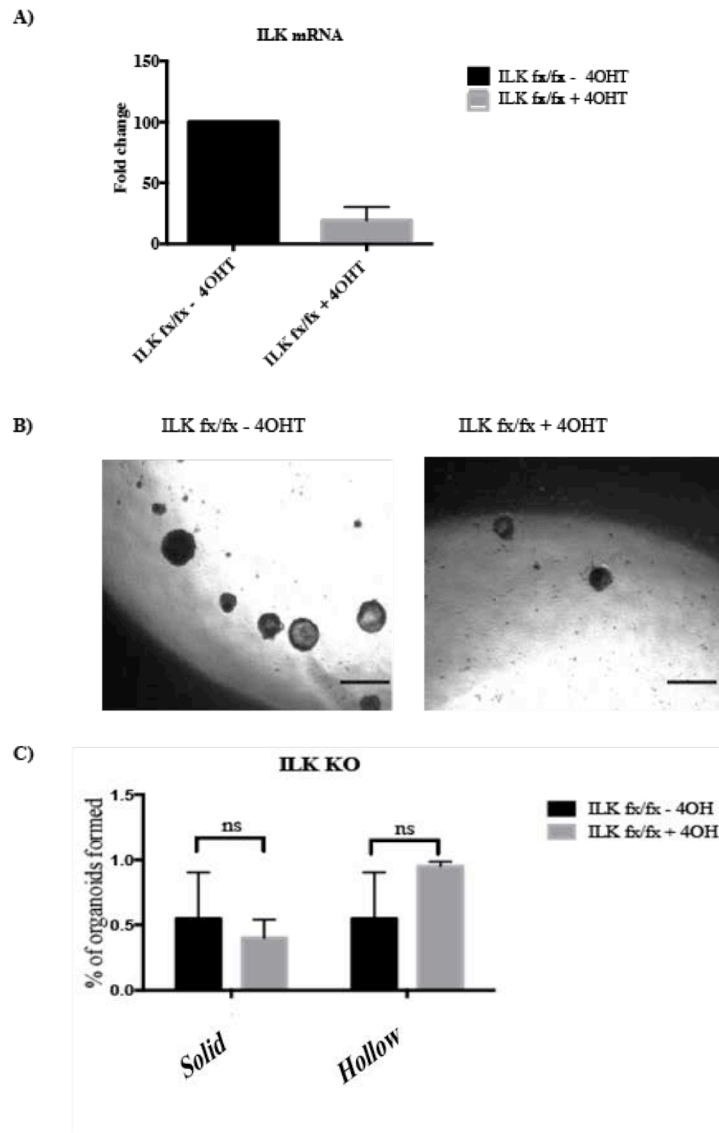 A)
ILK mRNA
Fold change
150
100
50
0
ILK fx/fx - 4OHT
ILK fx/fx + 4OHT
ILK fx/fx - 4OHT
ILK fx/fx + 4OHT
B)
ILK fx/fx - 4OHT
ILK fx/fx + 4OHT
C)
ILK KO
% of organoids formed
1.5
1.0
0.5
0.0
ns
ns
ILK fx/fx - 4OH
ILK fx/fx + 4OH
Solid
Hollow